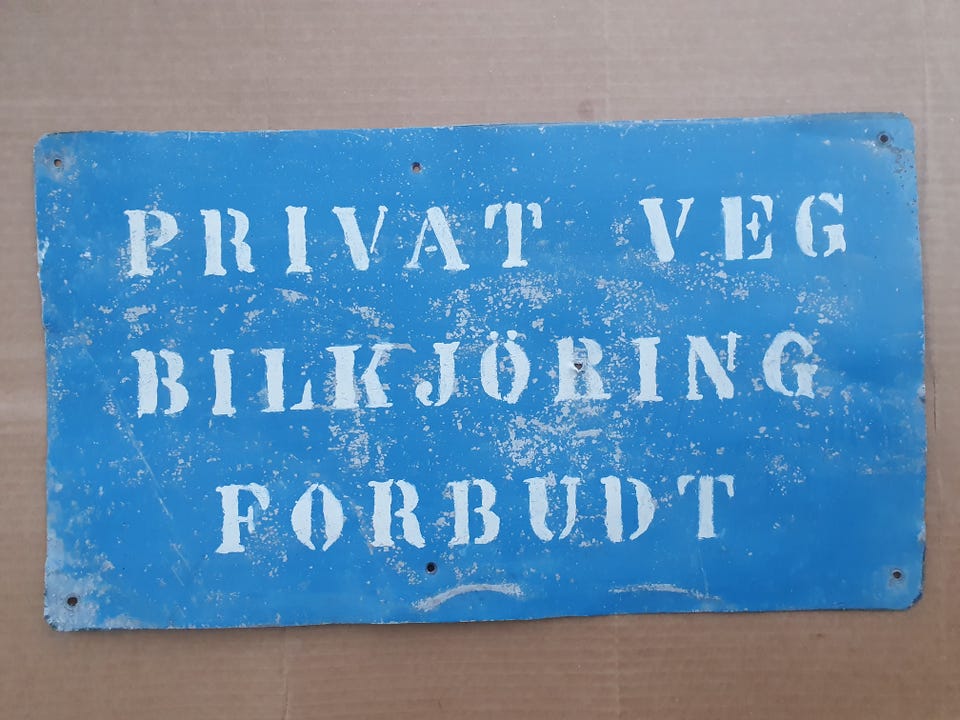 PRIVAT VEG
BILKJÖRING
FORBUDT